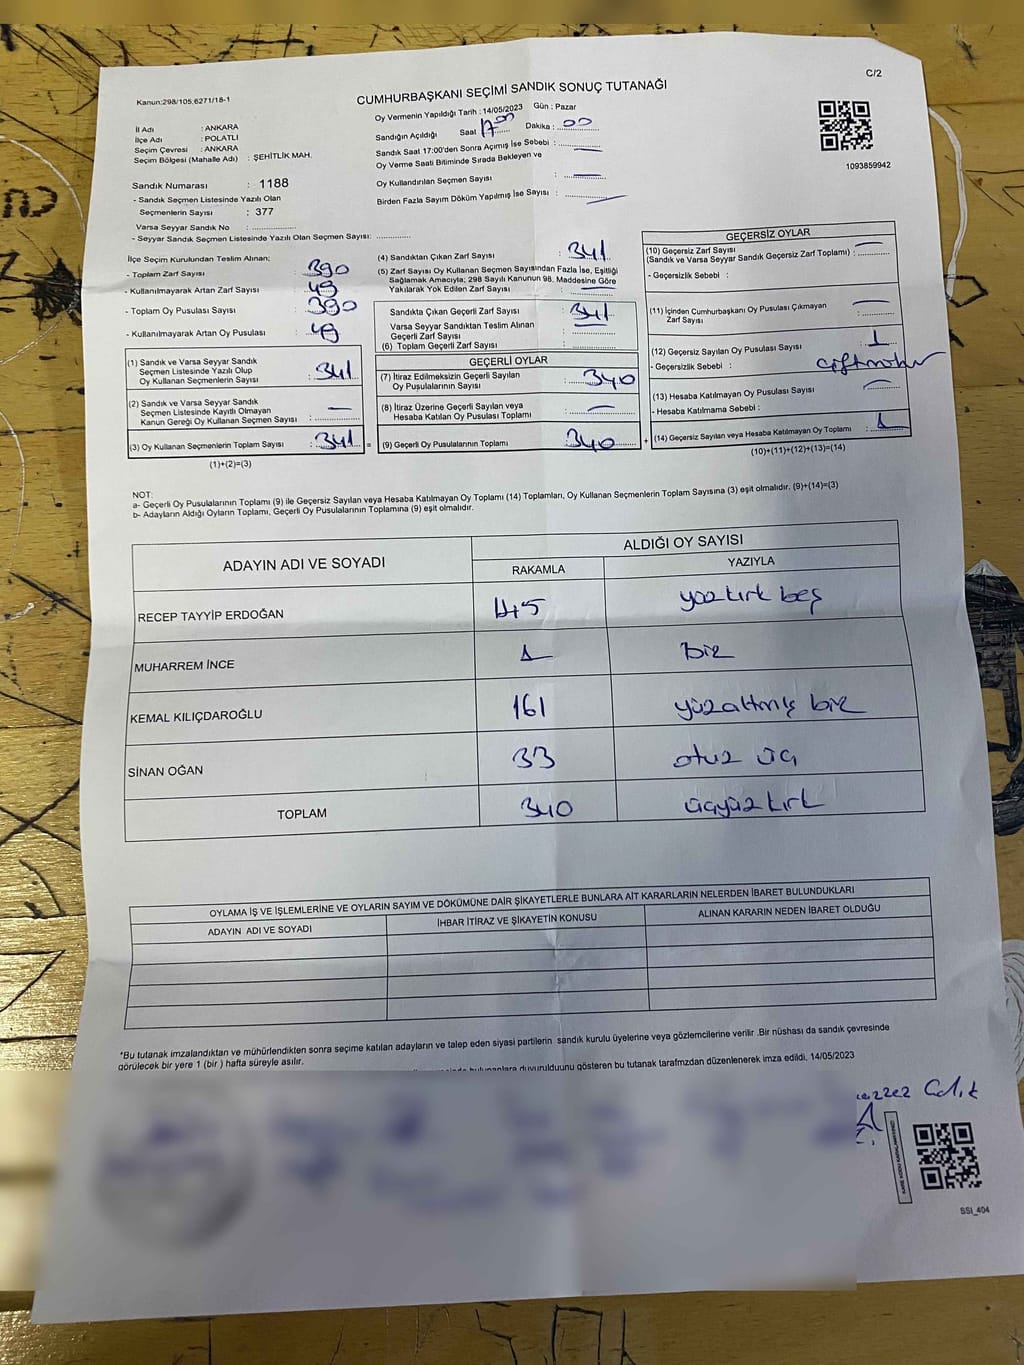 C/2
Kanun:298/105,6271/18-1
CUMHURBAŞKANI SEÇİMİ SANDIK SONUÇ TUTANAĞI
Oy Vermenin Yapıldığı Tarih : 14/05/2023 Gün : Pazar
İl Adı : ANKARA
İlçe Adı : POLATLI
Seçim Çevresi : ANKARA
Seçim Bölgesi (Mahalle Adı) : ŞEHİTLİK MAH.
Sandığın Açıldığı Saat 17:00 Dakika : 00
Sandık Saat 17:00'den Sonra Açılmış İse Sebebi : —
Oy Verme Saati Bitiminde Sırada Bekleyen ve
Oy Kullandırılan Seçmen Sayısı : —
Birden Fazla Sayım Döküm Yapılmış İse Sayısı : —
1093859942
Sandık Numarası : 1188
- Sandık Seçmen Listesinde Yazılı Olan
Seçmenlerin Sayısı : 377
Varsa Seyyar Sandık No : ..............
- Seyyar Sandık Seçmen Listesinde Yazılı Olan Seçmen Sayısı: ............
İlçe Seçim Kurulundan Teslim Alınan;
- Toplam Zarf Sayısı : 390
- Kullanılmayarak Artan Zarf Sayısı : 49
- Toplam Oy Pusulası Sayısı : 390
- Kullanılmayarak Artan Oy Pusulası : 49
(1) Sandık ve Varsa Seyyar Sandık
Seçmen Listesinde Yazılı Olup
Oy Kullanan Seçmenlerin Sayısı : 341
(2) Sandık ve Varsa Seyyar Sandık
Seçmen Listesinde Kayıtlı Olmayan
Kanun Gereği Oy Kullanan Seçmen Sayısı : —
(3) Oy Kullanan Seçmenlerin Toplam Sayısı : 341 =
(1)+(2)=(3)
(4) Sandıktan Çıkan Zarf Sayısı : 341
(5) Zarf Sayısı Oy Kullanan Seçmen Sayısından Fazla İse, Eşitliği
Sağlamak Amacıyla; 298 Sayılı Kanunun 98. Maddesine Göre
Yakılarak Yok Edilen Zarf Sayısı : —
Sandıkta Çıkan Geçerli Zarf Sayısı : 341
Varsa Seyyar Sandıktan Teslim Alınan
Geçerli Zarf Sayısı : —
(6) Toplam Geçerli Zarf Sayısı :
GEÇERLİ OYLAR
(7) İtiraz Edilmeksizin Geçerli Sayılan
Oy Pusulalarının Sayısı : 340
(8) İtiraz Üzerine Geçerli Sayılan veya
Hesaba Katılan Oy Pusulası Toplamı : —
(9) Geçerli Oy Pusulalarının Toplamı : 340 +
GEÇERSİZ OYLAR
(10) Geçersiz Zarf Sayısı
(Sandık ve Varsa Seyyar Sandık Geçersiz Zarf Toplamı) : —
- Geçersizlik Sebebi :
(11) İçinden Cumhurbaşkanı Oy Pusulası Çıkmayan
Zarf Sayısı : —
(12) Geçersiz Sayılan Oy Pusulası Sayısı : 1
- Geçersizlik Sebebi :
(13) Hesaba Katılmayan Oy Pusulası Sayısı : —
- Hesaba Katılmama Sebebi :
(14) Geçersiz Sayılan veya Hesaba Katılmayan Oy Toplamı : 1
(10)+(11)+(12)+(13)=(14)
NOT:
a- Geçerli Oy Pusulalarının Toplamı (9) ile Geçersiz Sayılan veya Hesaba Katılmayan Oy Toplamı (14) Toplamları, Oy Kullanan Seçmenlerin Toplam Sayısına (3) eşit olmalıdır. (9)+(14)=(3)
b- Adayların Aldığı Oyların Toplamı, Geçerli Oy Pusulalarının Toplamına (9) eşit olmalıdır.
ADAYIN ADI VE SOYADI ALDIĞI OY SAYISI
RAKAMLA YAZIYLA
RECEP TAYYİP ERDOĞAN 145 yüzkırk beş
MUHARREM İNCE 1 Bir
KEMAL KILIÇDAROĞLU 161 yüzaltmış bir
SİNAN OĞAN 33 otuz üç
TOPLAM 340 üçyüz kırk
OYLAMA İŞ VE İŞLEMLERİNE VE OYLARIN SAYIM VE DÖKÜMÜNE DAİR ŞİKAYETLERLE BUNLARA AİT KARARLARIN NELERDEN İBARET BULUNDUKLARI
ADAYIN ADI VE SOYADI İHBAR İTİRAZ VE ŞİKAYETİN KONUSU ALINAN KARARIN NEDEN İBARET OLDUĞU
*Bu tutanak imzalandıktan ve mühürlendikten sonra seçime katılan adayların ve talep eden siyasi partilerin sandık kurulu üyelerine veya gözlemcilerine verilir .Bir nüshası da sandık çevresinde
görülecek bir yere 1 (bir ) hafta süreyle asılır.
gösteren bu tutanak tarafımızdan düzenlenerek imza edildi. 14/05/2023
SSI_404